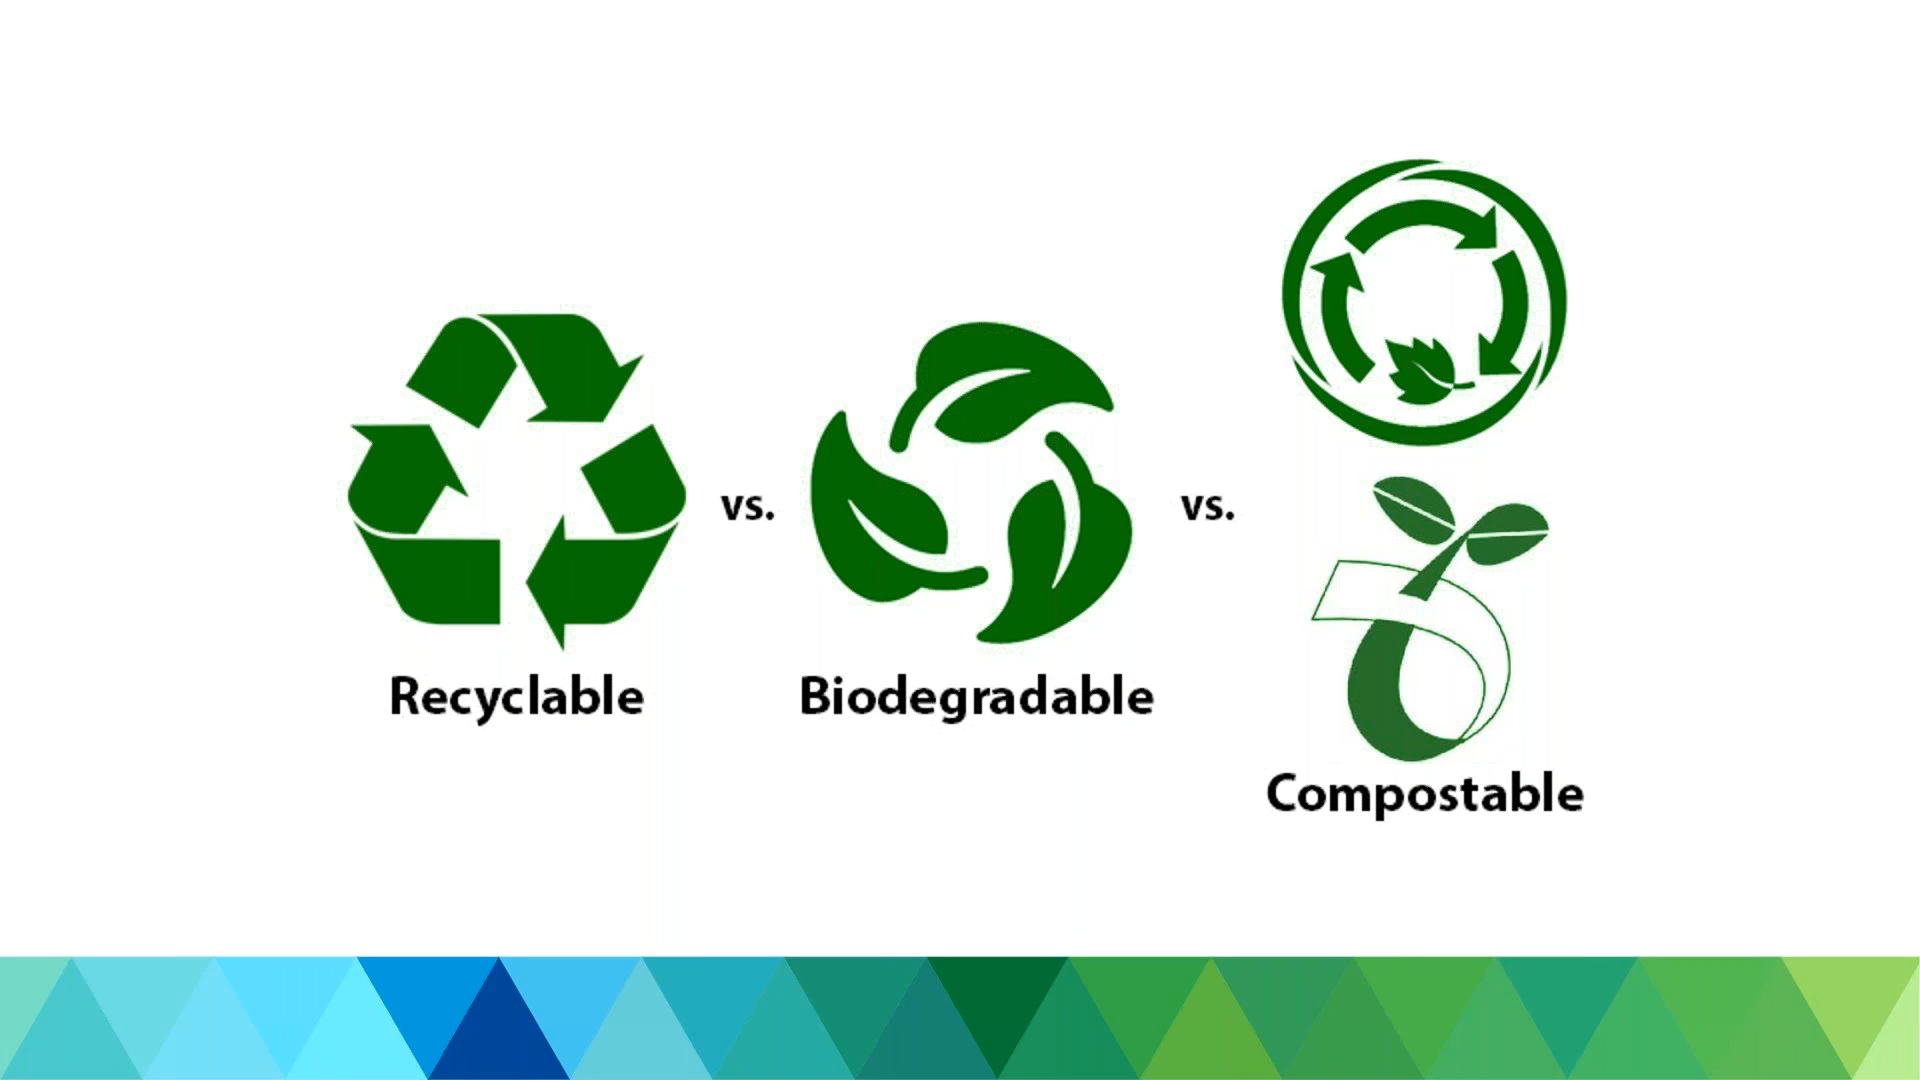 Recyclable
vs.
Biodegradable
vs.
Compostable